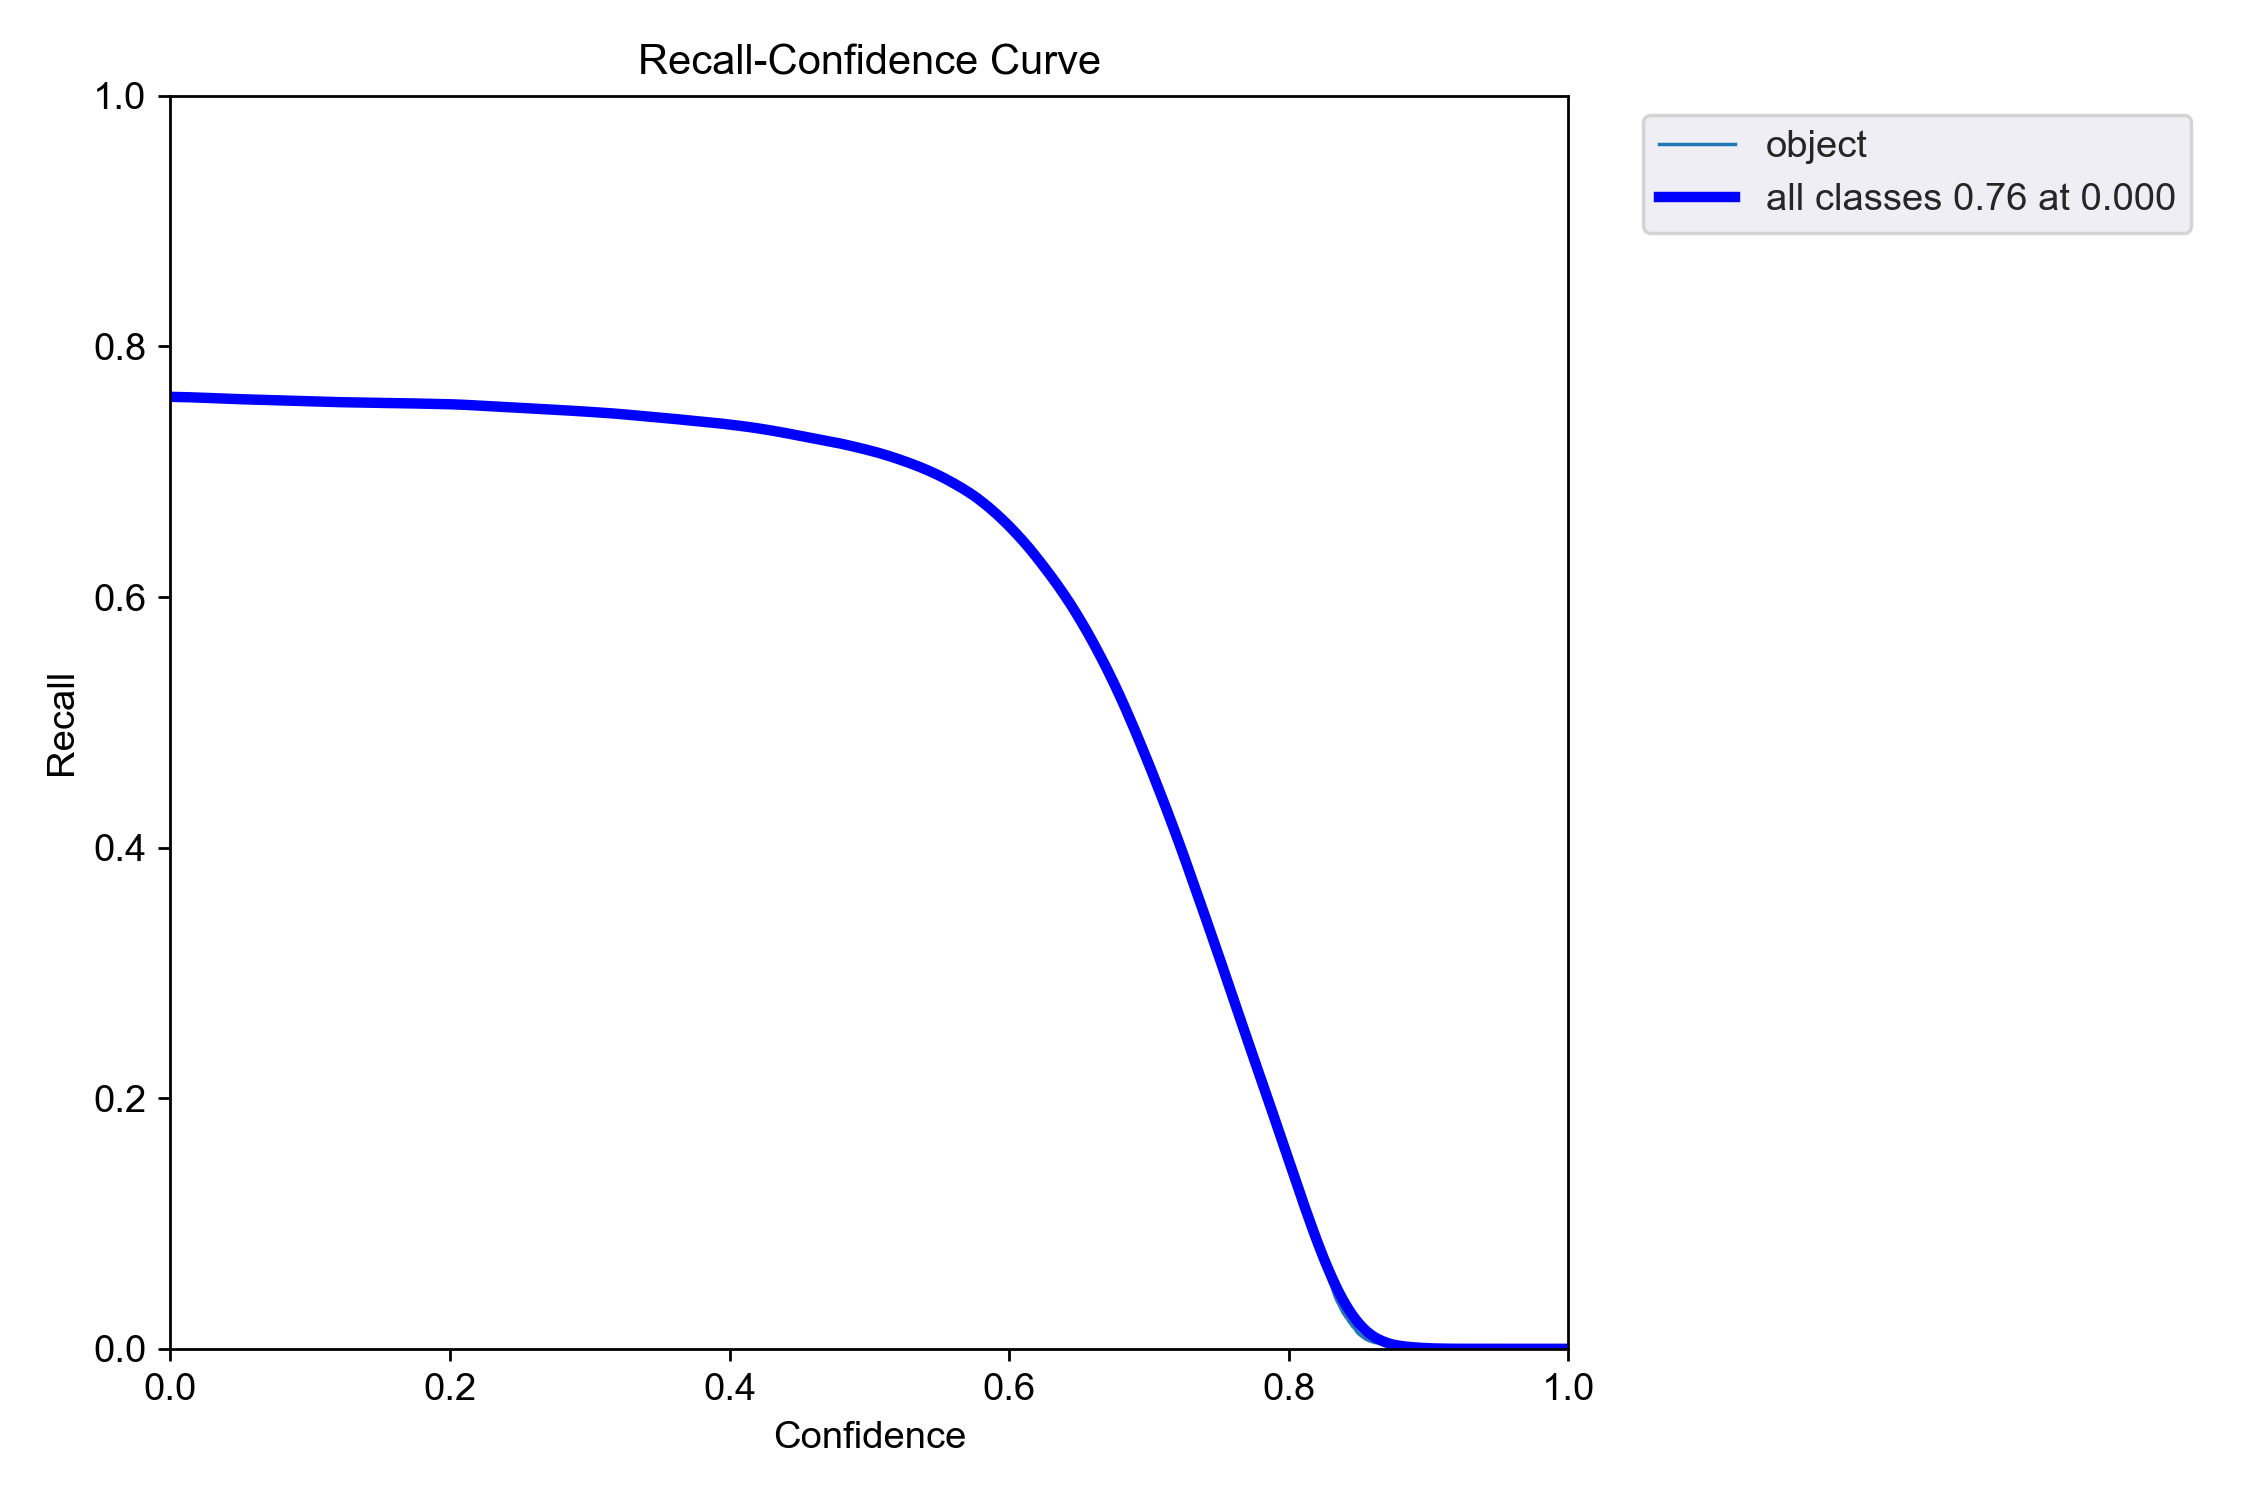 Recall-Confidence Curve
1.0
0.8
0.6
0.4
0.2
0.0
Recall
0.0 0.2 0.4 0.6 0.8 1.0
Confidence
object
all classes 0.76 at 0.000